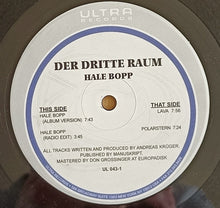 ULTRA
RECORDS
DER DRITTE RAUM
HALE BOPP
THIS SIDE
HALE BOPP
(ALBUM VERSION) 7:43
HALE BOPP
(RADIO EDIT) 3:45
THAT SIDE
LAVA 7:56
POLARSTERN 7:24
ALL TRACKS WRITTEN AND PRODUCED BY ANDREAS KRÜGER.
PUBLISHED BY MANUSKRIPT.
MASTERED BY DON GROSSINGER AT EUROPADISK.
UL 043-1